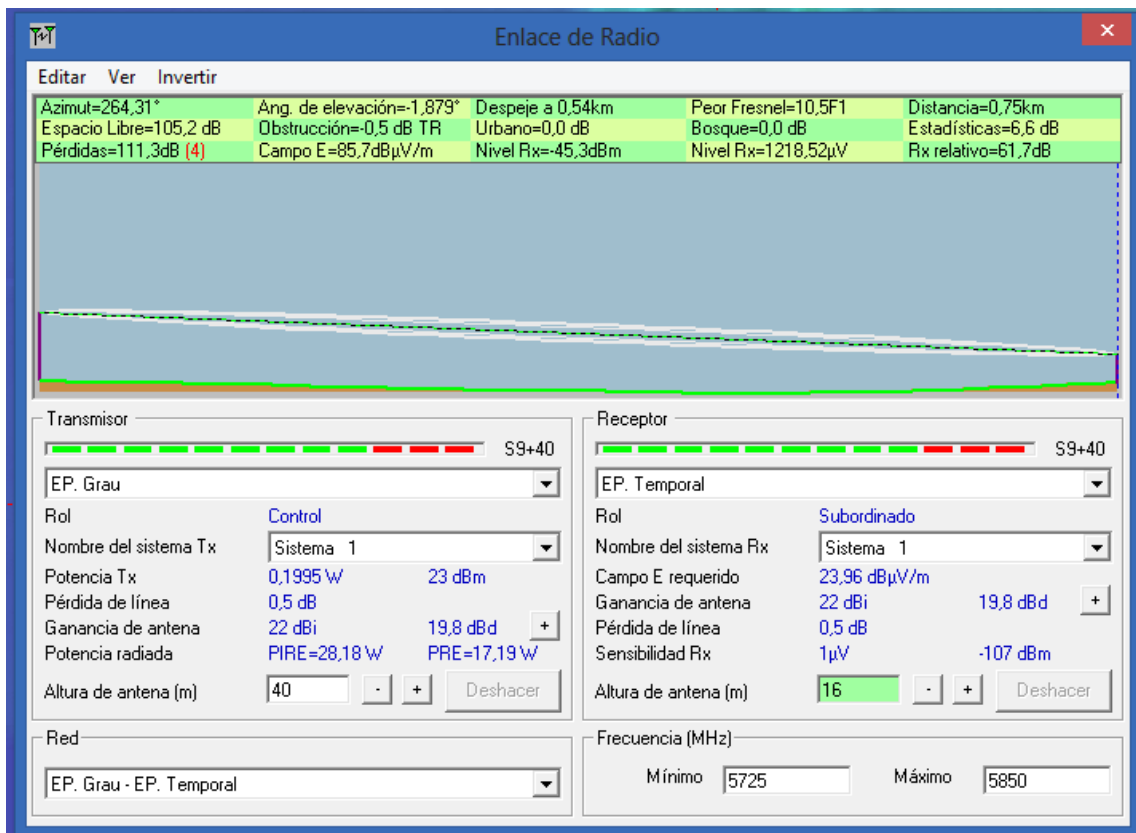 Enlace de Radio
Editar Ver Invertir
Azimut=264,31° Ang. de elevación=-1,879° Despeje a 0,54km Peor Fresnel=10,5F1 Distancia=0,75km
Espacio Libre=105,2 dB Obstrucción=-0,5 dB TR Urbano=0,0 dB Bosque=0,0 dB Estadísticas=6,6 dB
Pérdidas=111,3dB (4) Campo E=85,7dBµV/m Nivel Rx=-45,3dBm Nivel Rx=1218,52µV Rx relativo=61,7dB
Transmisor
S9+40
EP. Grau
Rol Control
Nombre del sistema Tx Sistema 1
Potencia Tx 0,1995 W 23 dBm
Pérdida de línea 0,5 dB
Ganancia de antena 22 dBi 19,8 dBd +
Potencia radiada PIRE=28,18 W PRE=17,19 W
Altura de antena (m) 40 - + Deshacer
Red
EP. Grau - EP. Temporal
Receptor
S9+40
EP. Temporal
Rol Subordinado
Nombre del sistema Rx Sistema 1
Campo E requerido 23,96 dBµV/m
Ganancia de antena 22 dBi 19,8 dBd +
Pérdida de línea 0,5 dB
Sensibilidad Rx 1µV -107 dBm
Altura de antena (m) 16 - + Deshacer
Frecuencia (MHz)
Mínimo 5725 Máximo 5850